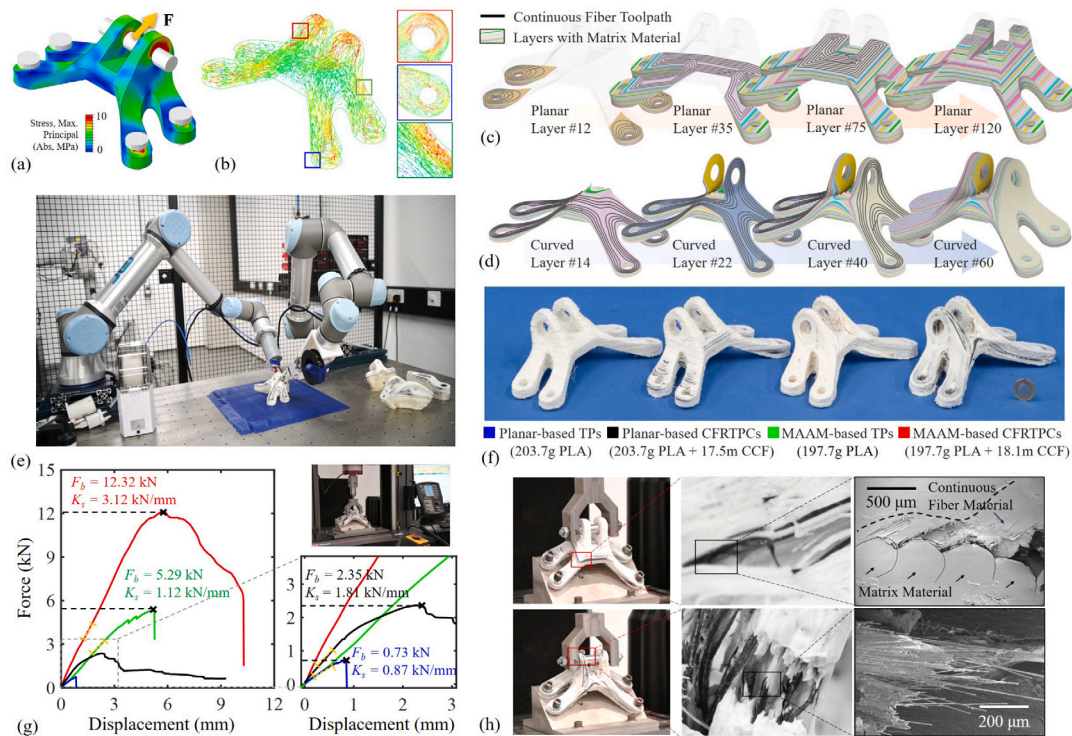 F
Stress, Max.
Principal
(Abs, MPa)
10
0
(a)
(b)
Continuous Fiber Toolpath
Layers with Matrix Material
Planar
Layer #12
Planar
Layer #35
Planar
Layer #75
Planar
Layer #120
(c)
Curved
Layer #14
Curved
Layer #22
Curved
Layer #40
Curved
Layer #60
(d)
(e)
Planar-based TPs
(203.7g PLA)
Planar-based CFRTPCs
(203.7g PLA + 17.5m CCF)
MAAM-based TPs
(197.7g PLA)
MAAM-based CFRTPCs
(197.7g PLA + 18.1m CCF)
(f)
Force (kN)
15
12
9
6
3
0
F_b = 12.32 kN
K_s = 3.12 kN/mm
F_b = 5.29 kN
K_s = 1.12 kN/mm
0 3 6 9 12
Displacement (mm)
3
2
1
0
F_b = 2.35 kN
K_s = 1.81 kN/mm
F_b = 0.73 kN
K_s = 0.87 kN/mm
0 1 2 3
Displacement (mm)
(g)
500 μm
Continuous
Fiber Material
Matrix Material
200 μm
(h)